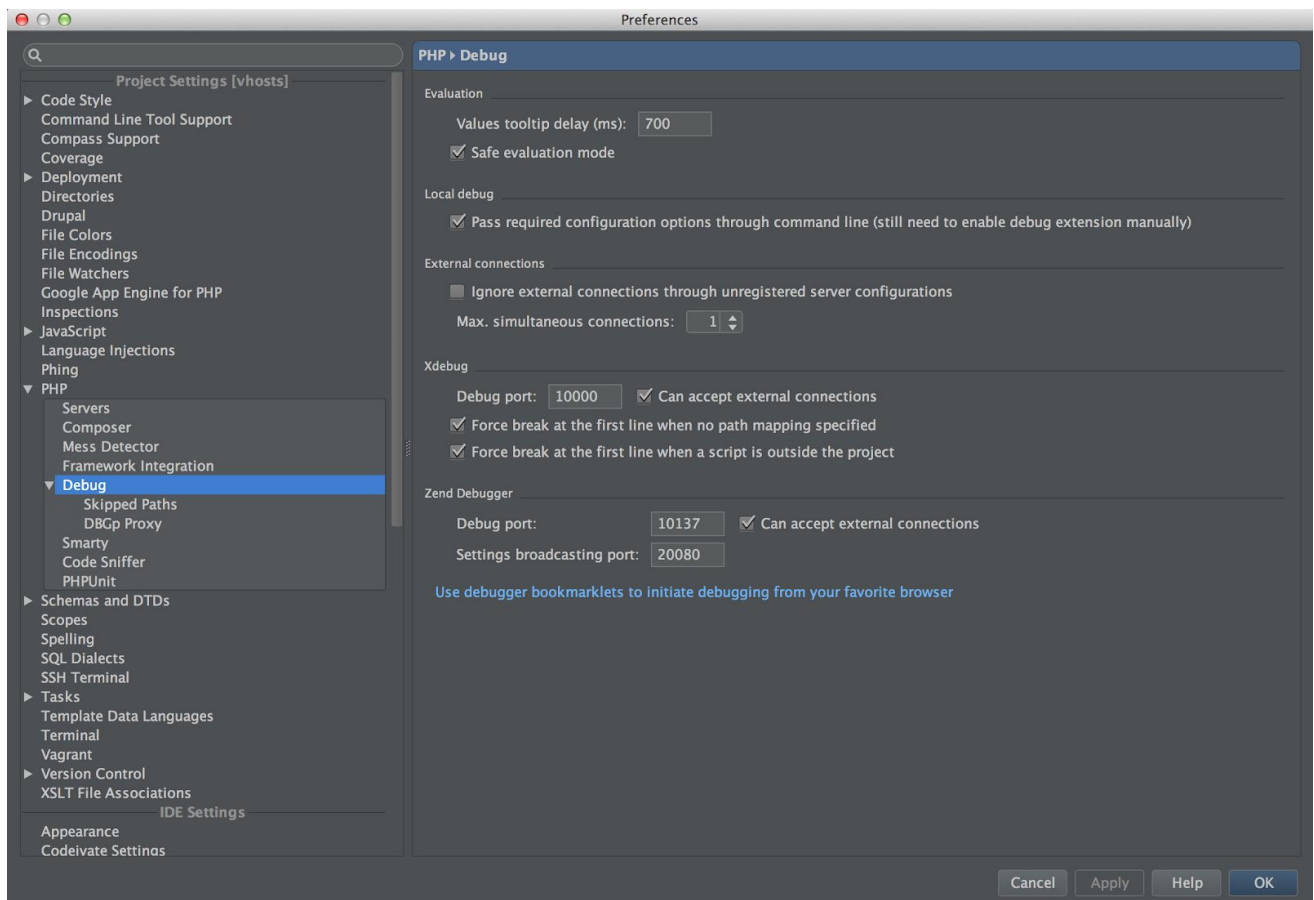 Preferences
Project Settings [vhosts]
Code Style
Command Line Tool Support
Compass Support
Coverage
Deployment
Directories
Drupal
File Colors
File Encodings
File Watchers
Google App Engine for PHP
Inspections
JavaScript
Language Injections
Phing
PHP
Servers
Composer
Mess Detector
Framework Integration
Debug
Skipped Paths
DBGp Proxy
Smarty
Code Sniffer
PHPUnit
Schemas and DTDs
Scopes
Spelling
SQL Dialects
SSH Terminal
Tasks
Template Data Languages
Terminal
Vagrant
Version Control
XSLT File Associations
IDE Settings
Appearance
Codeivate Settings
PHP ▸ Debug
Evaluation
Values tooltip delay (ms): 700
Safe evaluation mode
Local debug
Pass required configuration options through command line (still need to enable debug extension manually)
External connections
Ignore external connections through unregistered server configurations
Max. simultaneous connections: 1
Xdebug
Debug port: 10000 Can accept external connections
Force break at the first line when no path mapping specified
Force break at the first line when a script is outside the project
Zend Debugger
Debug port: 10137 Can accept external connections
Settings broadcasting port: 20080
Use debugger bookmarklets to initiate debugging from your favorite browser
Cancel Apply Help OK